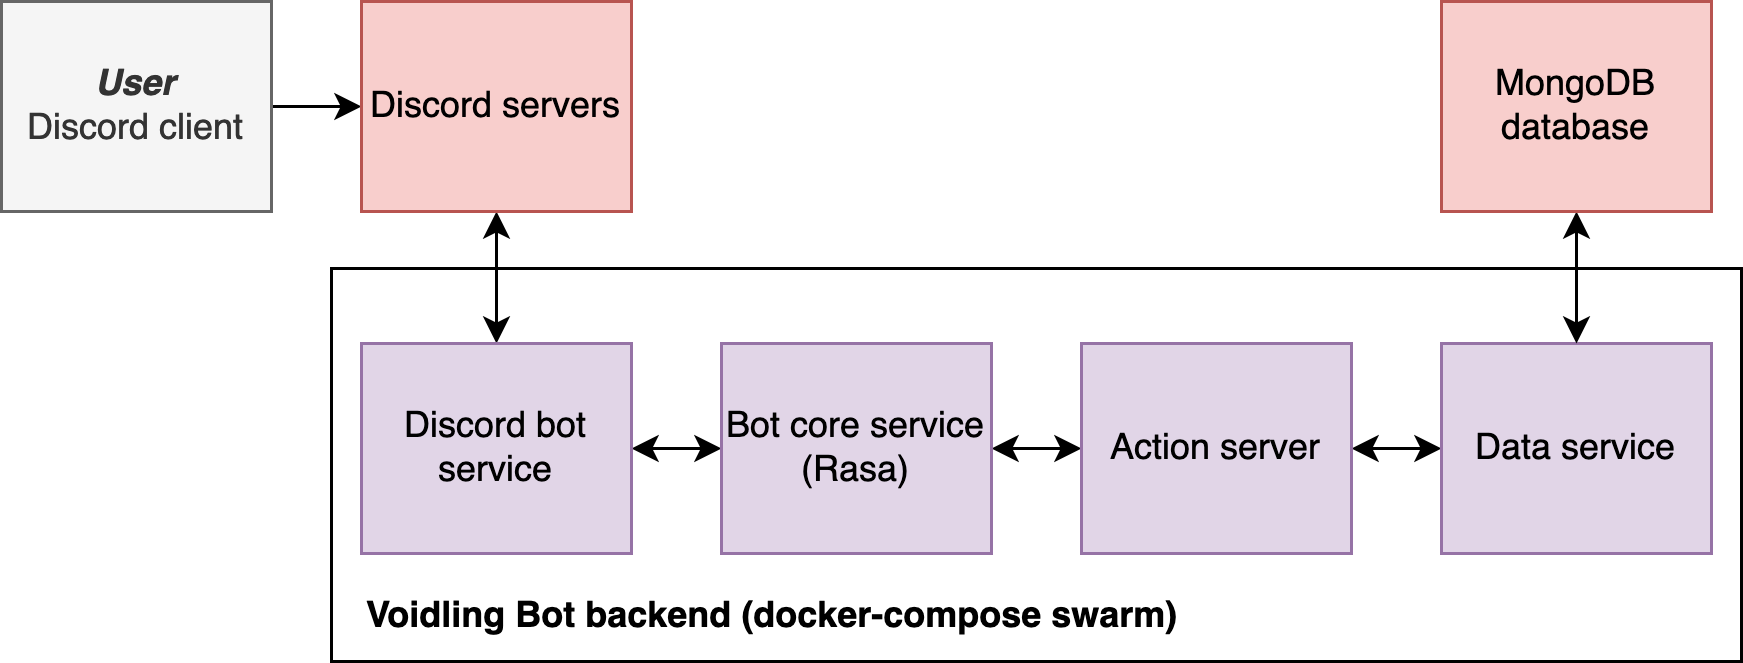 User
Discord client
Discord servers
MongoDB
database
Discord bot
service
Bot core service
(Rasa)
Action server
Data service
Voidling Bot backend (docker-compose swarm)